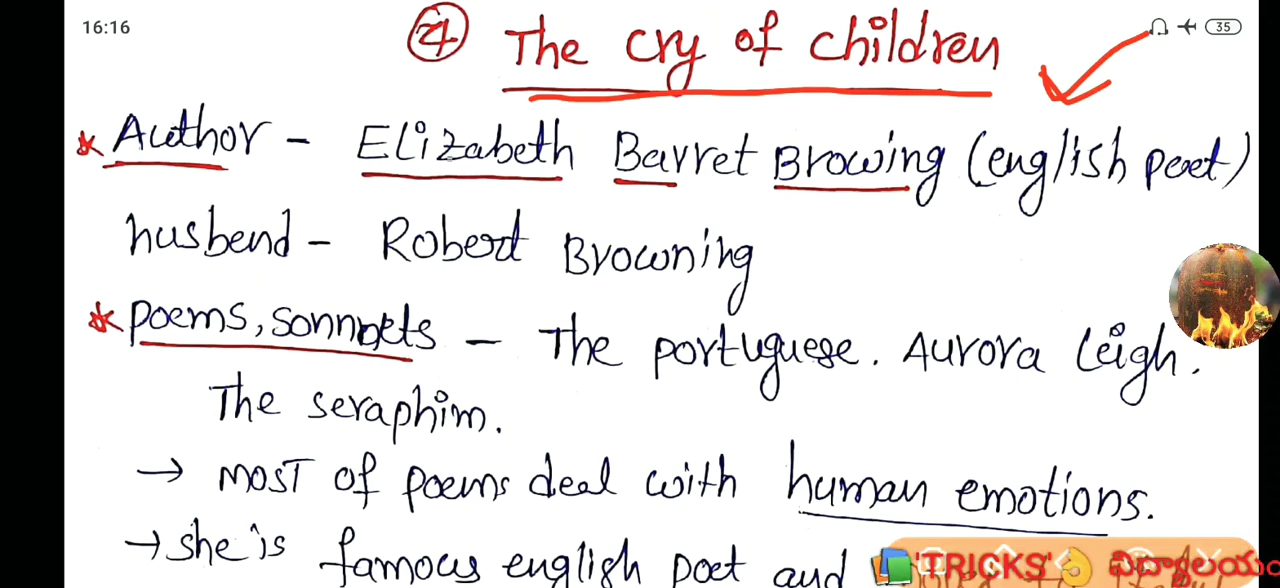 16:16
35
④ The cry of children
* Author - Elizabeth Barret Browing (english poet)
husbend - Robert Browning
* Poems, sonnets - The portuguese. Aurora Leigh.
The seraphim.
→ most of poems deal with human emotions.
→ she is famous english poet and
'TRICKS'